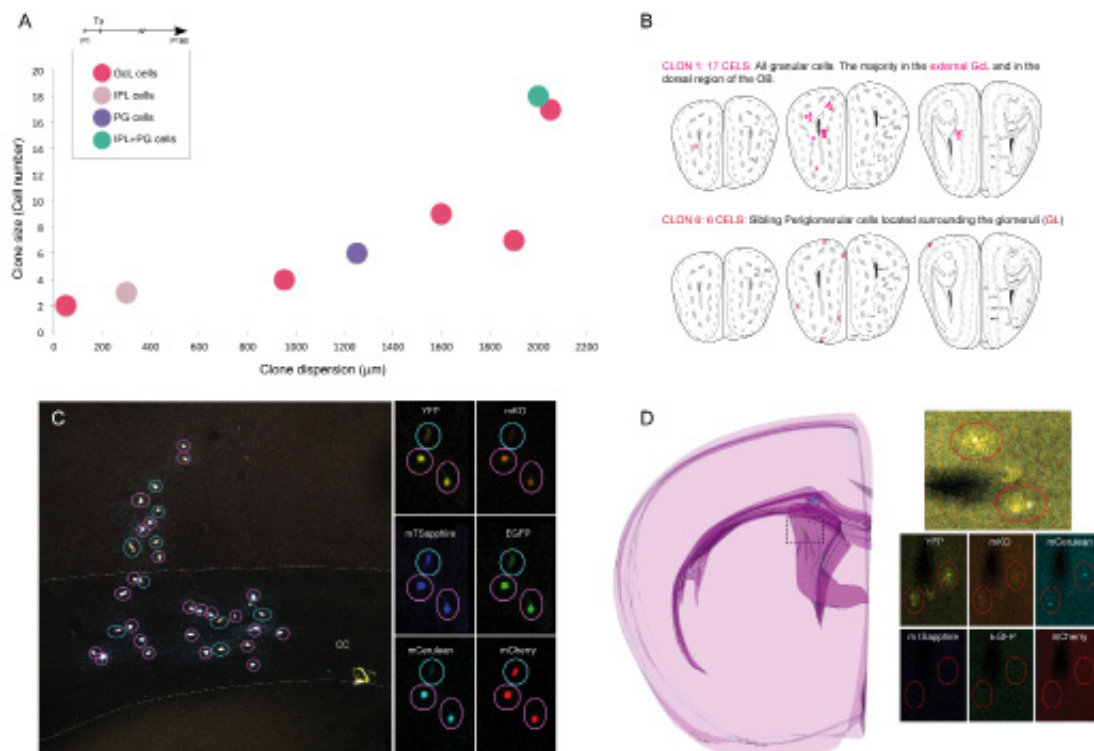 A
Tx
P1
GcL cells
IPL cells
PG cells
IPL+PG cells
20
18
16
14
12
10
8
6
4
2
0
Clone size (Cell number)
0 200 400 600 800 1000 1200 1400 1600 1800 2000 2200
Clone dispersion (µm)
B
CLON 1: 17 CELS: All granular cells. The majority in the external GcL and in the
dorsal region of the OB.
CLON 6: 6 CELS: Sibling Periglomerular cells located surrounding the glomeruli (GL)
C
CC
YFP mKO
mTSapphire EGFP
mCerulean mCherry
D
YFP mKO mCerulean
mTSapphire EGFP mCherry